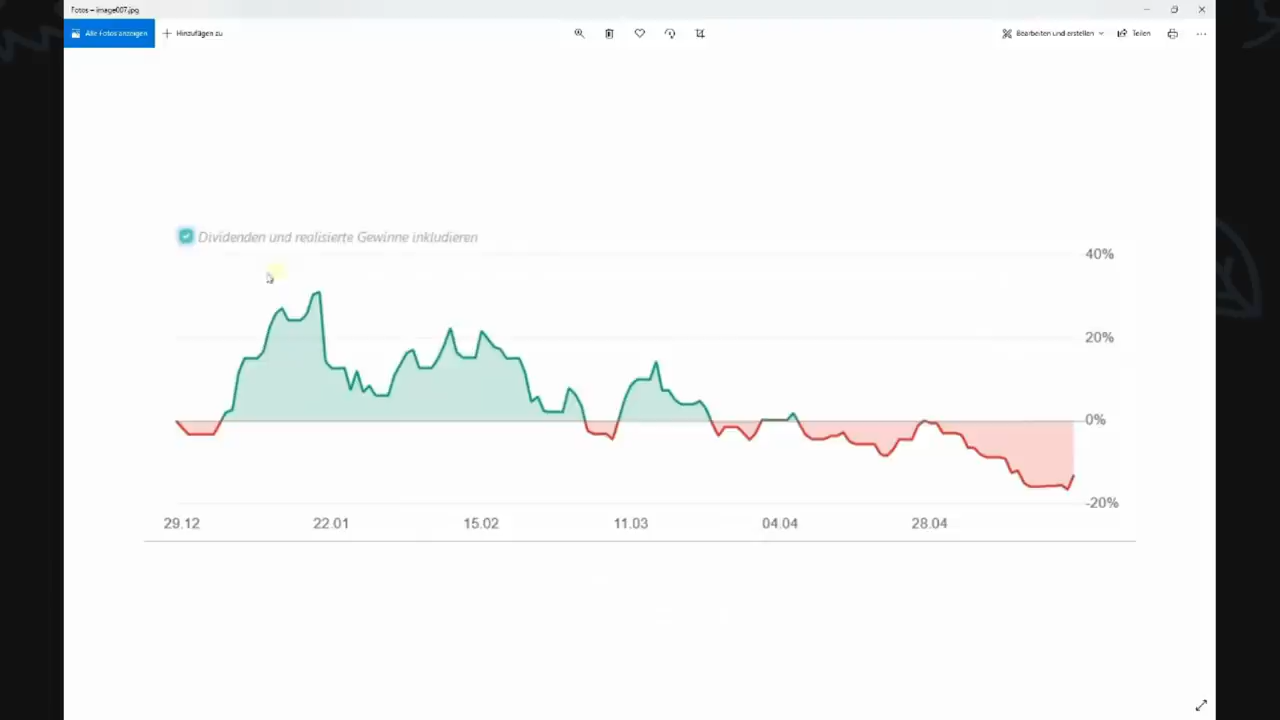 Fotos – image007.jpg
Alle Fotos anzeigen
Hinzufügen zu
Bearbeiten und erstellen
Teilen
Dividenden und realisierte Gewinne inkludieren
40%
20%
0%
-20%
29.12
22.01
15.02
11.03
04.04
28.04